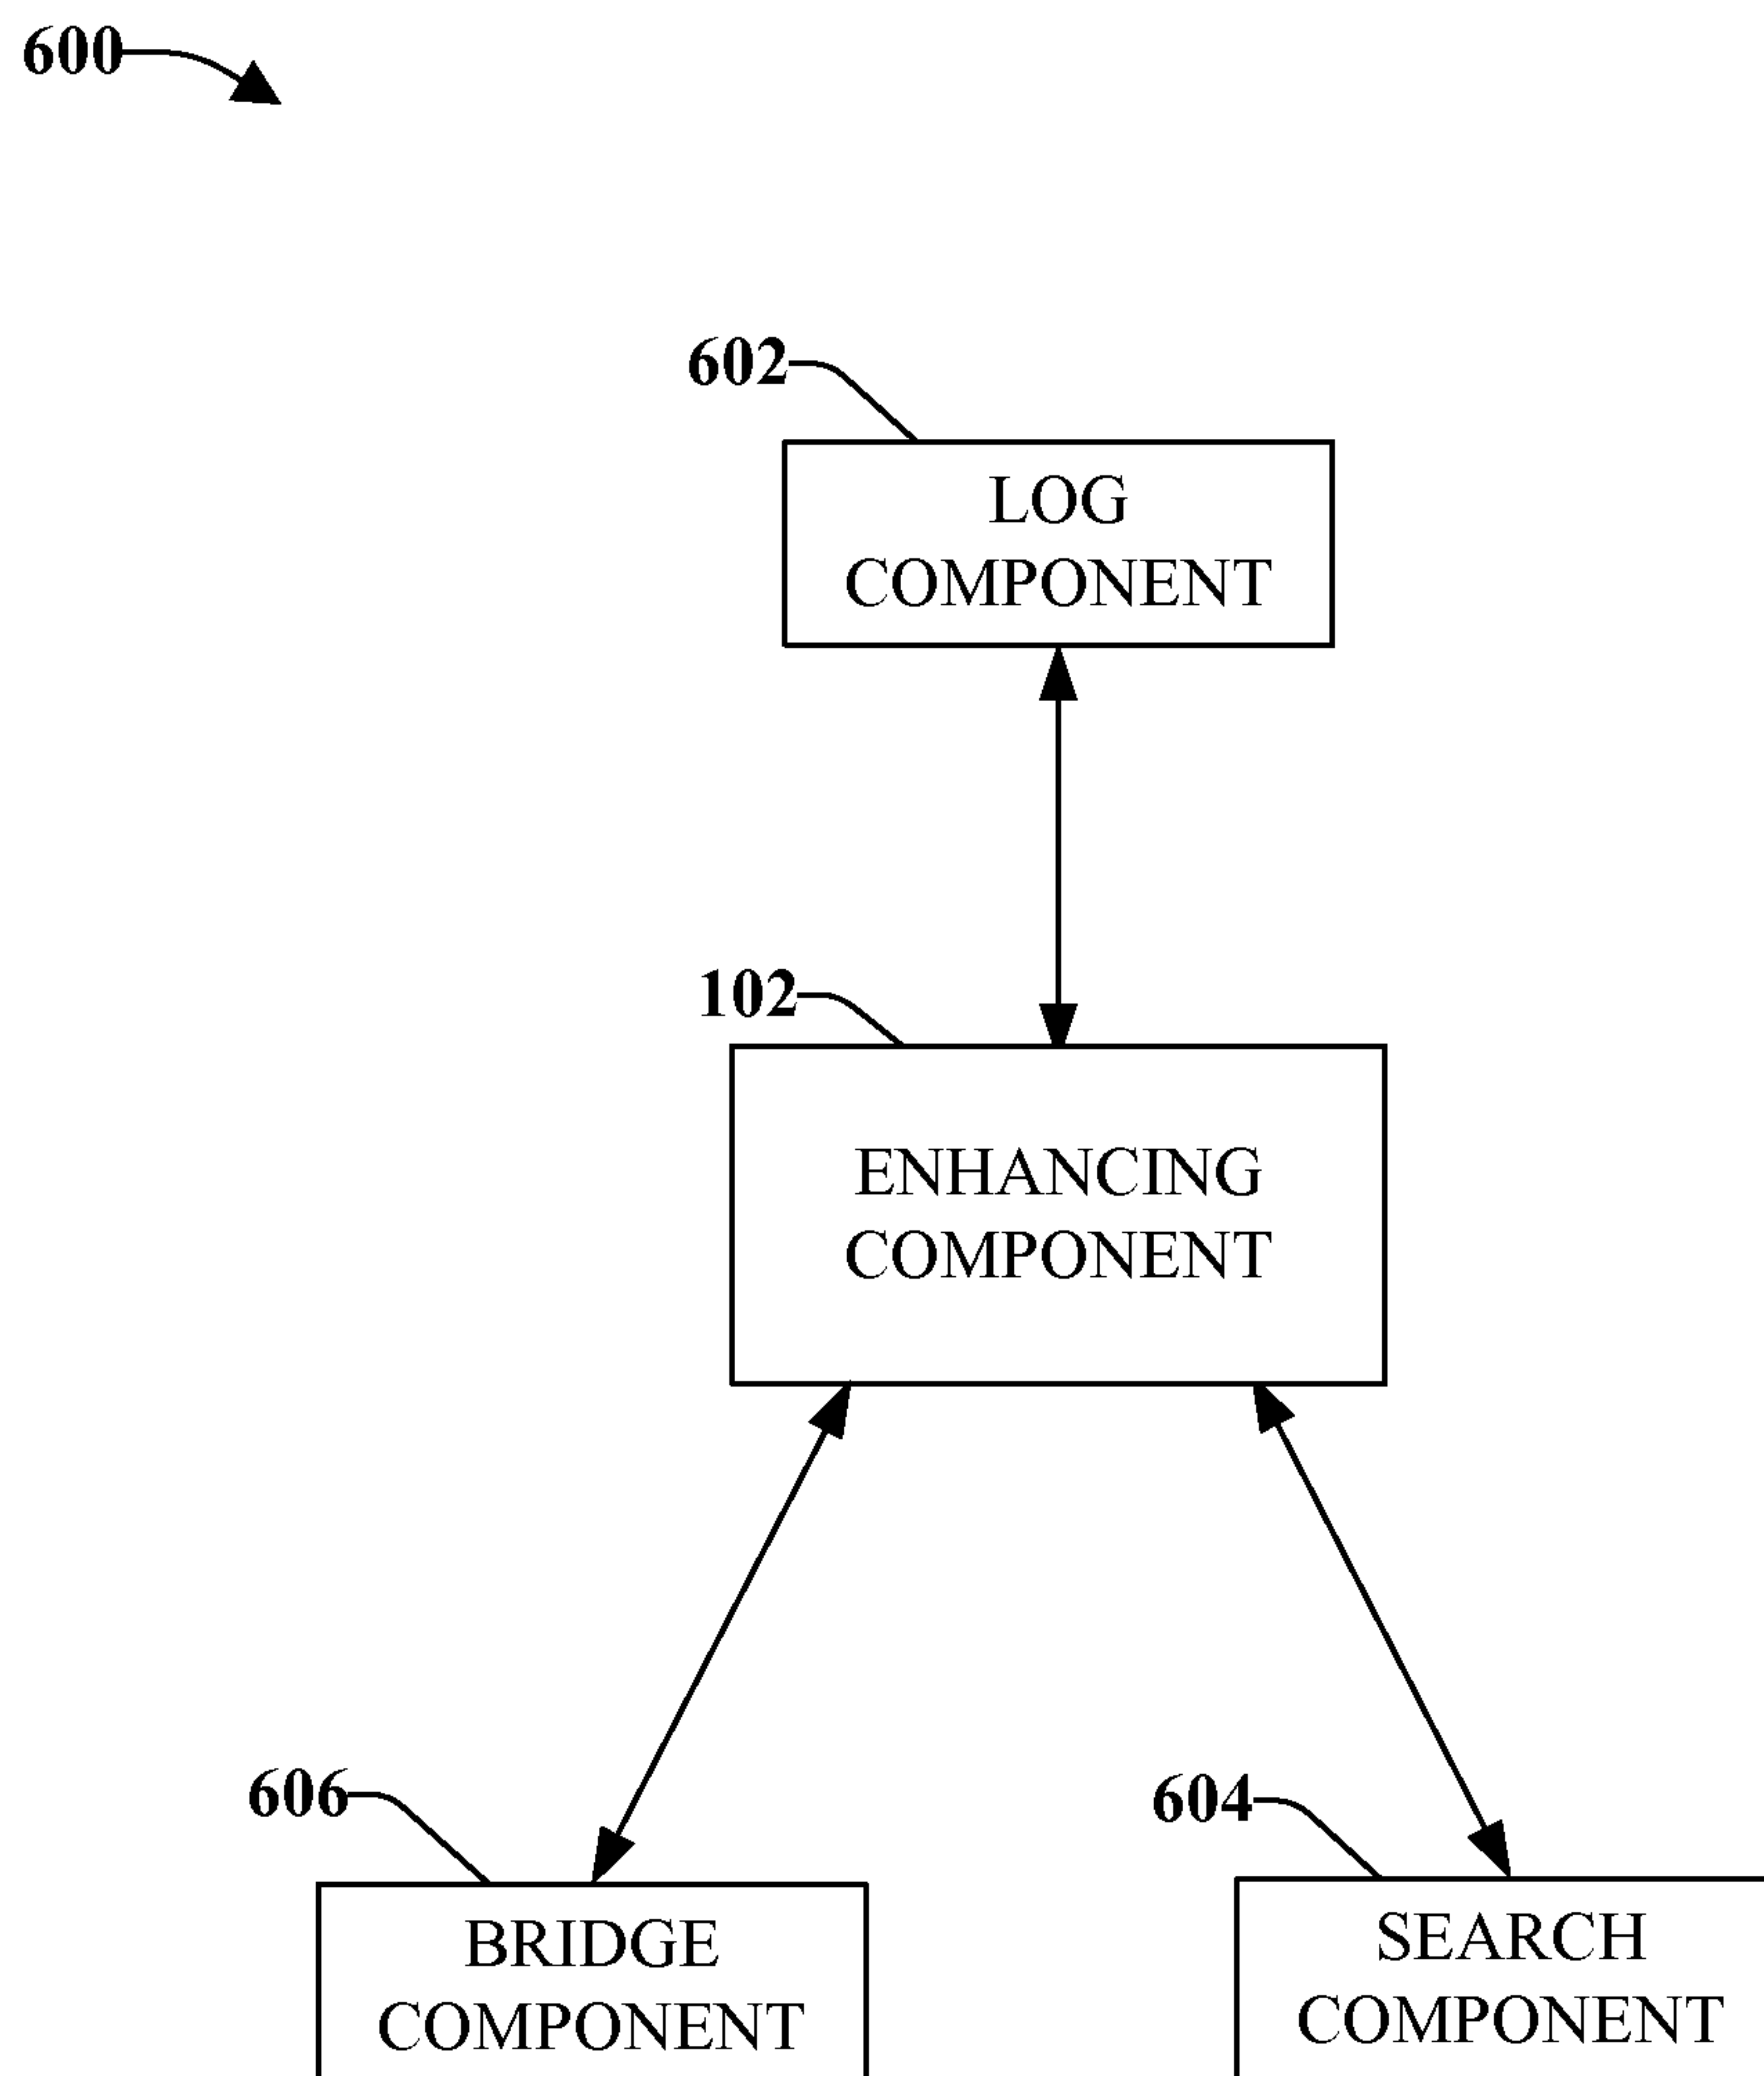 600
602
LOG
COMPONENT
102
ENHANCING
COMPONENT
606
604
BRIDGE
COMPONENT
SEARCH
COMPONENT